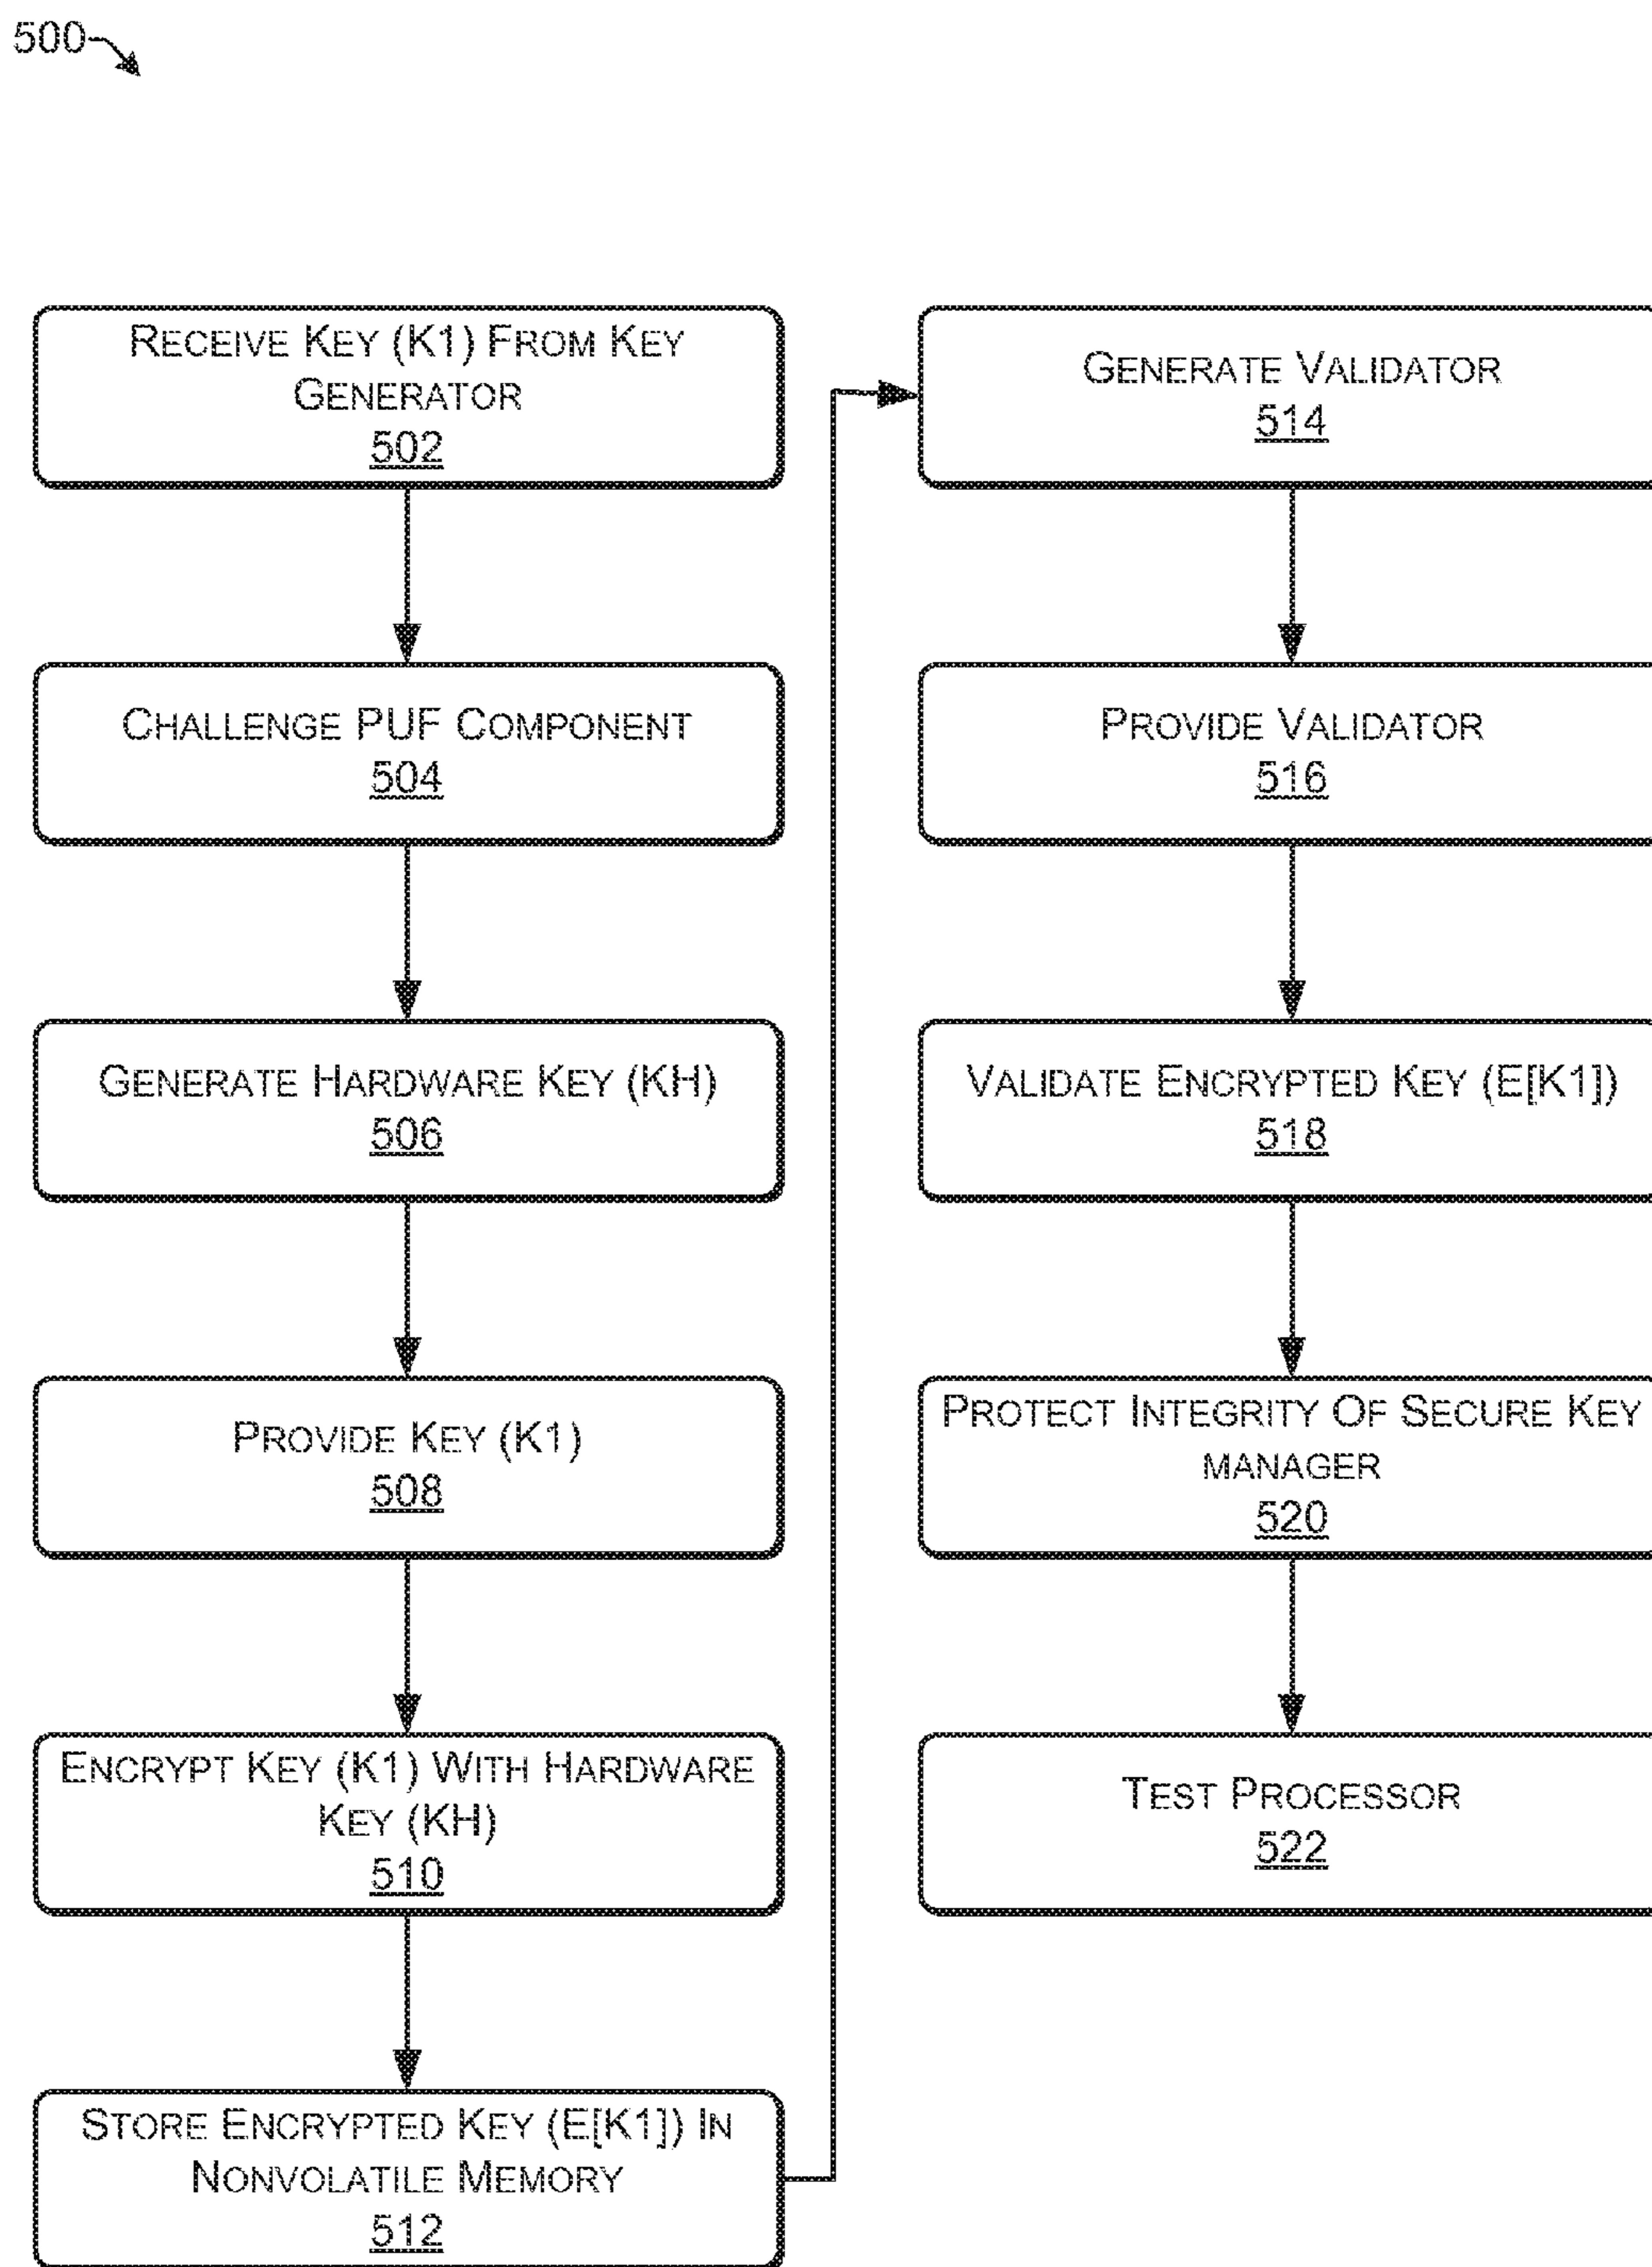 500
RECEIVE KEY (K1) FROM KEY
GENERATOR
502
CHALLENGE PUF COMPONENT
504
GENERATE HARDWARE KEY (KH)
506
PROVIDE KEY (K1)
508
ENCRYPT KEY (K1) WITH HARDWARE
KEY (KH)
510
STORE ENCRYPTED KEY (E[K1]) IN
NONVOLATILE MEMORY
512
GENERATE VALIDATOR
514
PROVIDE VALIDATOR
516
VALIDATE ENCRYPTED KEY (E[K1])
518
PROTECT INTEGRITY OF SECURE KEY
MANAGER
520
TEST PROCESSOR
522